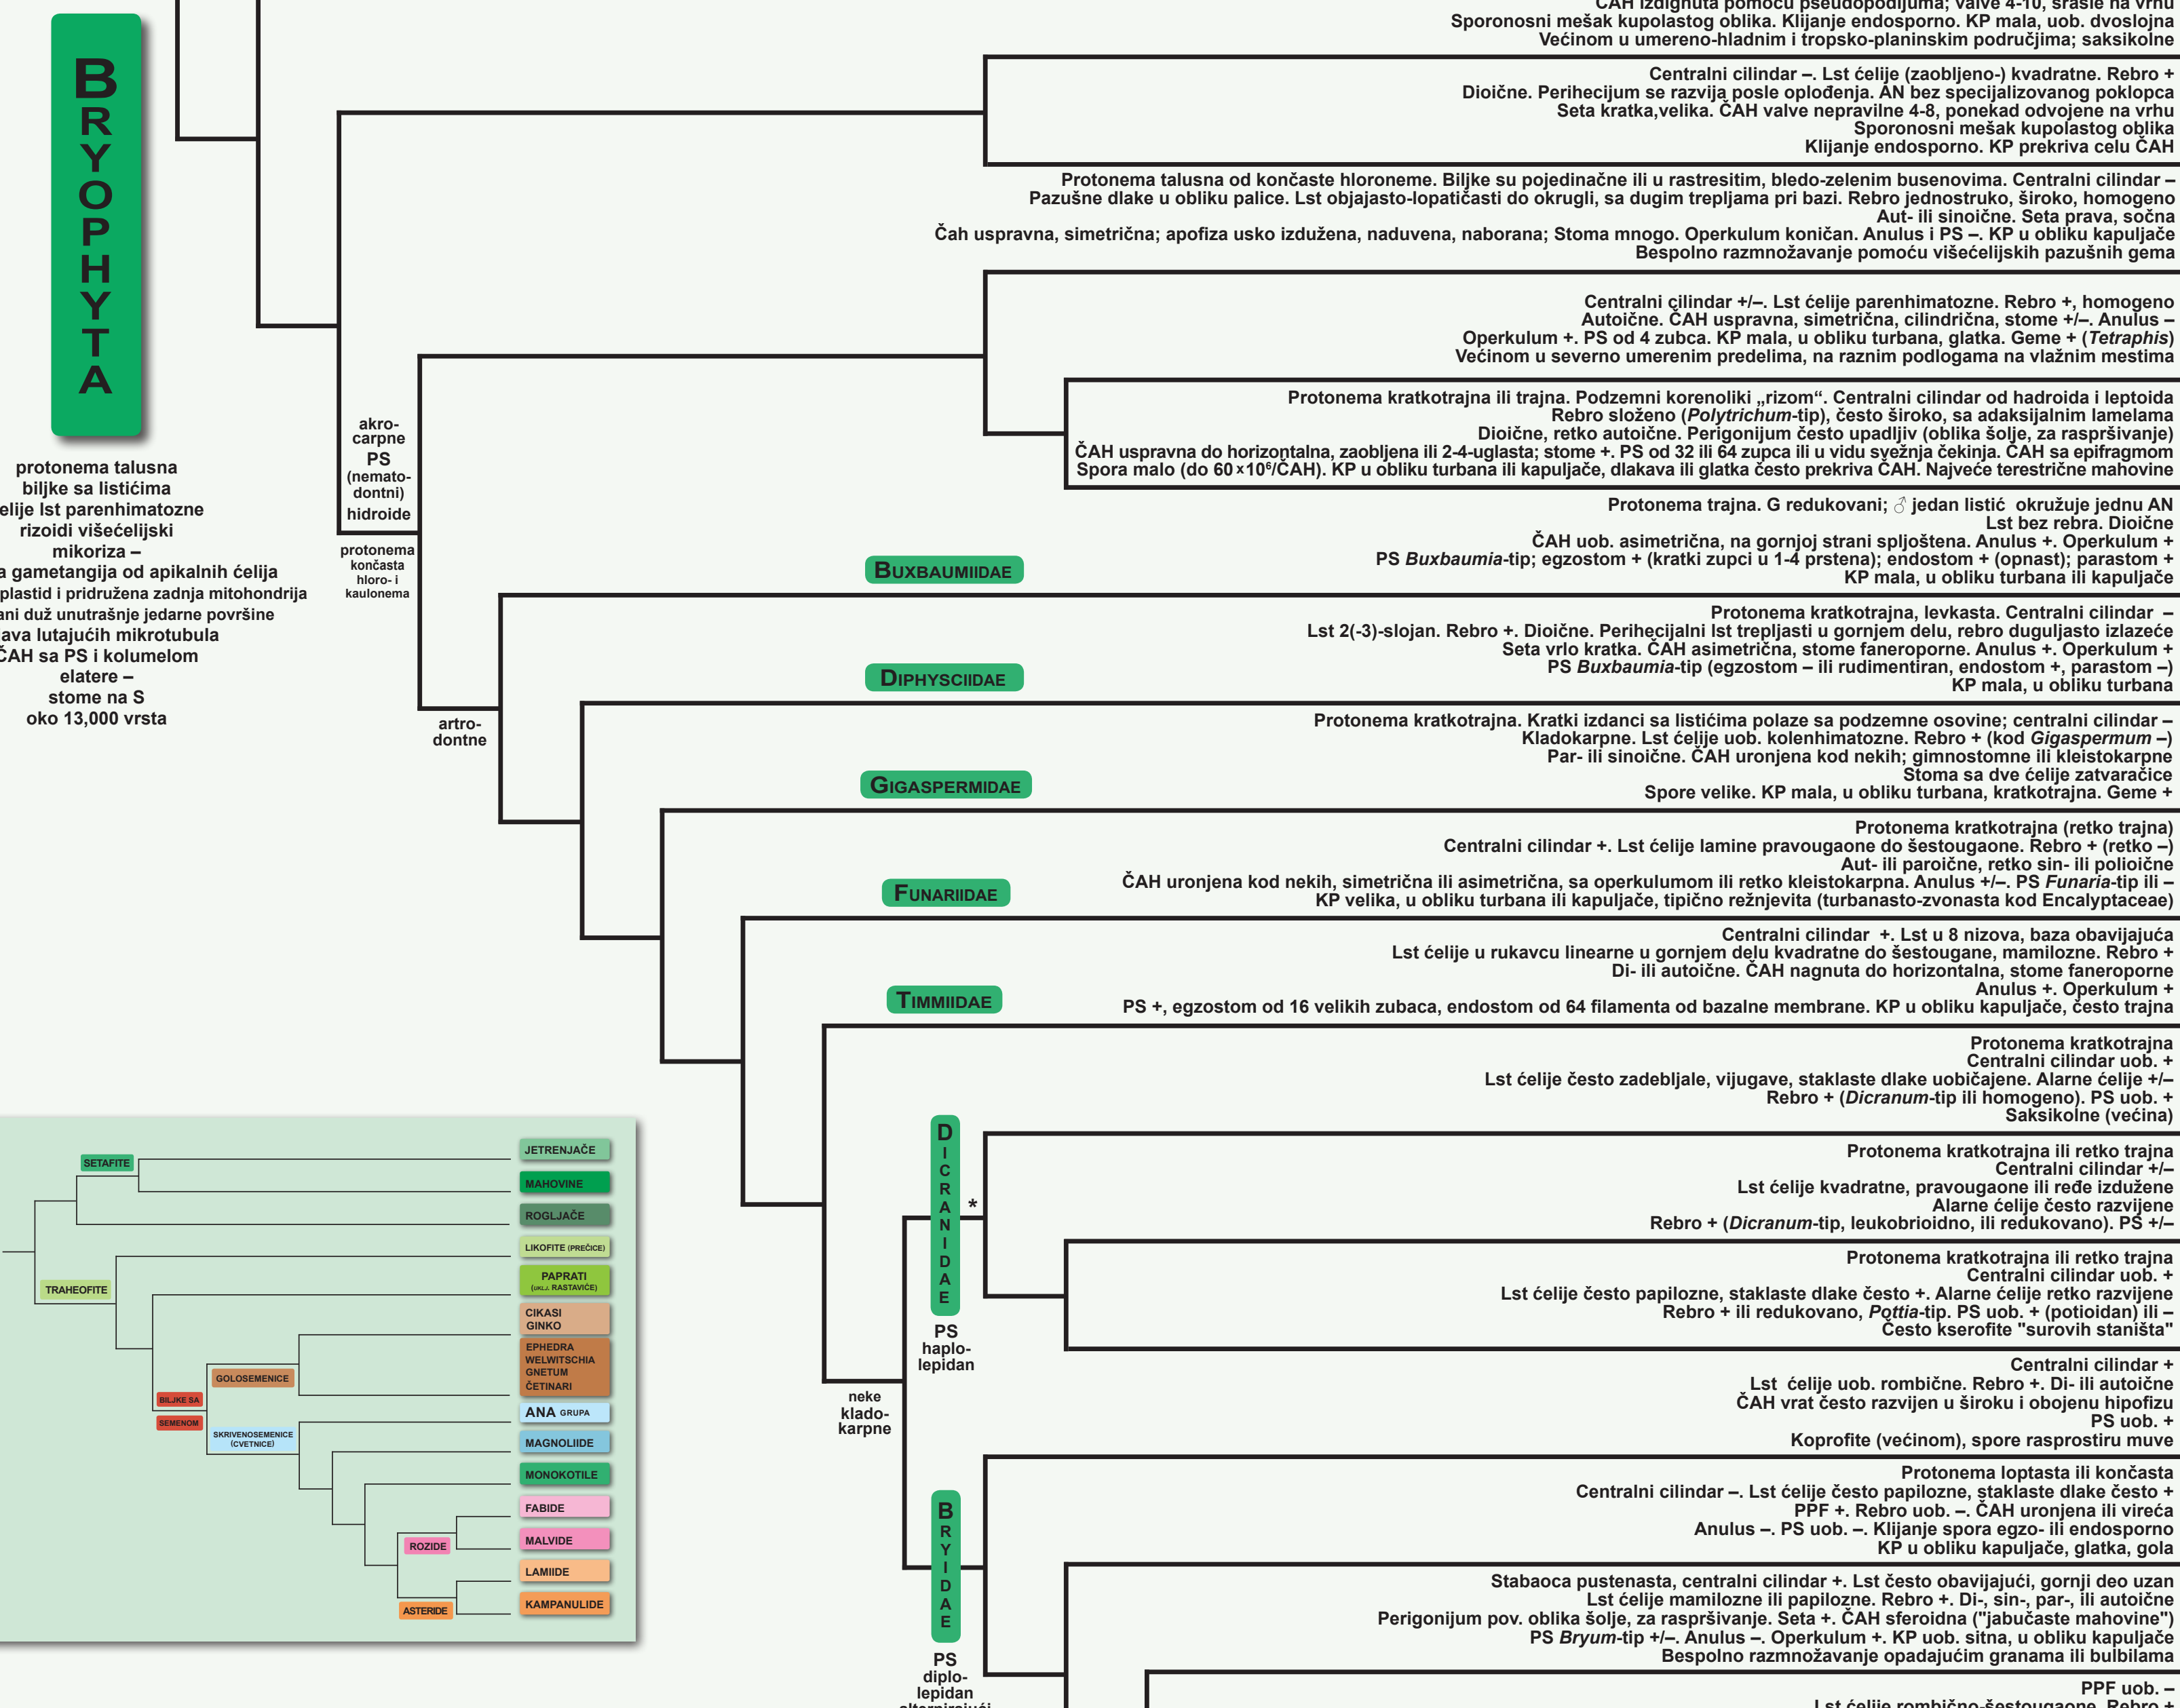 ČAH izdignuta pomoću pseudopodijuma; valve 4-10, srasle na vrhu
Sporonosni mešak kupolastog oblika. Klijanje endosporno. KP mala, uob. dvoslojna
Većinom u umereno-hladnim i tropsko-planinskim područjima; saksikolne
BRYOPHYTA
Centralni cilindar –. Lst ćelije (zaobljeno-) kvadratne. Rebro +
Dioične. Perihecijum se razvija posle oplođenja. AN bez specijalizovanog poklopca
Seta kratka,velika. ČAH valve nepravilne 4-8, ponekad odvojene na vrhu
Sporonosni mešak kupolastog oblika
Klijanje endosporno. KP prekriva celu ČAH
Protonema talusna od končaste hloroneme. Biljke su pojedinačne ili u rastresitim, bledo-zelenim busenovima. Centralni cilindar –
Pazušne dlake u obliku palice. Lst objajasto-lopatičasti do okrugli, sa dugim trepljama pri bazi. Rebro jednostruko, široko, homogeno
Aut- ili sinoične. Seta prava, sočna
Čah uspravna, simetrična; apofiza usko izdužena, naduvena, naborana; Stoma mnogo. Operkulum koničan. Anulus i PS –. KP u obliku kapuljače
Bespolno razmnožavanje pomoću višećelijskih pazušnih gema
Centralni cilindar +/–. Lst ćelije parenhimatozne. Rebro +, homogeno
Autoične. ČAH uspravna, simetrična, cilindrična, stome +/–. Anulus –
Operkulum +. PS od 4 zubca. KP mala, u obliku turbana, glatka. Geme + (Tetraphis)
Većinom u severno umerenim predelima, na raznim podlogama na vlažnim mestima
Protonema kratkotrajna ili trajna. Podzemni korenoliki „rizom“. Centralni cilindar od hadroida i leptoida
Rebro složeno (Polytrichum-tip), često široko, sa adaksijalnim lamelama
Dioične, retko autoične. Perigonijum često upadljiv (oblika šolje, za raspršivanje)
ČAH uspravna do horizontalna, zaobljena ili 2-4-uglasta; stome +. PS od 32 ili 64 zupca ili u vidu svežnja čekinja. ČAH sa epifragmom
Spora malo (do 60×10⁶/ČAH). KP u obliku turbana ili kapuljače, dlakava ili glatka često prekriva ČAH. Najveće terestrične mahovine
akro-
carpne
PS
(nemato-
dontni)
hidroide
protonema
končasta
hloro- i
kaulonema
protonema talusna
biljke sa listićima
elije lst parenhimatozne
rizoidi višećelijski
mikoriza –
a gametangija od apikalnih ćelija
plastid i pridružena zadnja mitohondrija
ani duž unutrašnje jedarne površine
ava lutajućih mikrotubula
ČAH sa PS i kolumelom
elatere –
stome na S
oko 13,000 vrsta
Protonema trajna. G redukovani; ♂ jedan listić okružuje jednu AN
Lst bez rebra. Dioične
ČAH uob. asimetrična, na gornjoj strani spljoštena. Anulus +. Operkulum +
PS Buxbaumia-tip; egzostom + (kratki zupci u 1-4 prstena); endostom + (opnast); parastom +
KP mala, u obliku turbana ili kapuljače
BUXBAUMIIDAE
Protonema kratkotrajna, levkasta. Centralni cilindar –
Lst 2(-3)-slojan. Rebro +. Dioične. Perihecijalni lst trepljasti u gornjem delu, rebro duguljasto izlazeće
Seta vrlo kratka. ČAH asimetrična, stome faneroporne. Anulus +. Operkulum +
PS Buxbaumia-tip (egzostom – ili rudimentiran, endostom +, parastom –)
KP mala, u obliku turbana
DIPHYSCIIDAE
artro-
dontne
Protonema kratkotrajna. Kratki izdanci sa listićima polaze sa podzemne osovine; centralni cilindar –
Kladokarpne. Lst ćelije uob. kolenhimatozne. Rebro + (kod Gigaspermum –)
Par- ili sinoične. ČAH uronjena kod nekih; gimnostomne ili kleistokarpne
Stoma sa dve ćelije zatvaračice
Spore velike. KP mala, u obliku turbana, kratkotrajna. Geme +
GIGASPERMIDAE
Protonema kratkotrajna (retko trajna)
Centralni cilindar +. Lst ćelije lamine pravougaone do šestougaone. Rebro + (retko –)
Aut- ili paroične, retko sin- ili polioične
ČAH uronjena kod nekih, simetrična ili asimetrična, sa operkulumom ili retko kleistokarpna. Anulus +/–. PS Funaria-tip ili –
KP velika, u obliku turbana ili kapuljače, tipično režnjevita (turbanasto-zvonasta kod Encalyptaceae)
FUNARIIDAE
Centralni cilindar +. Lst u 8 nizova, baza obavijajuća
Lst ćelije u rukavcu linearne u gornjem delu kvadratne do šestougane, mamilozne. Rebro +
Di- ili autoične. ČAH nagnuta do horizontalna, stome faneroporne
Anulus +. Operkulum +
PS +, egzostom od 16 velikih zubaca, endostom od 64 filamenta od bazalne membrane. KP u obliku kapuljače, često trajna
TIMMIIDAE
Protonema kratkotrajna
Centralni cilindar uob. +
Lst ćelije često zadebljale, vijugave, staklaste dlake uobičajene. Alarne ćelije +/–
Rebro + (Dicranum-tip ili homogeno). PS uob. +
Saksikolne (većina)
DICRANIDAE
*
PS
haplo-
lepidan
Protonema kratkotrajna ili retko trajna
Centralni cilindar +/–
Lst ćelije kvadratne, pravougaone ili ređe izdužene
Alarne ćelije često razvijene
Rebro + (Dicranum-tip, leukobrioidno, ili redukovano). PS +/–
Protonema kratkotrajna ili retko trajna
Centralni cilindar uob. +
Lst ćelije često papilozne, staklaste dlake često +. Alarne ćelije retko razvijene
Rebro + ili redukovano, Pottia-tip. PS uob. + (potioidan) ili –
Često kserofite "surovih staništa"
Centralni cilindar +
Lst ćelije uob. rombične. Rebro +. Di- ili autoične
ČAH vrat često razvijen u široku i obojenu hipofizu
PS uob. +
Koprofite (većinom), spore rasprostiru muve
neke
klado-
karpne
Protonema loptasta ili končasta
Centralni cilindar –. Lst ćelije često papilozne, staklaste dlake često +
PPF +. Rebro uob. –. ČAH uronjena ili vireća
Anulus –. PS uob. –. Klijanje spora egzo- ili endosporno
KP u obliku kapuljače, glatka, gola
BRYIDAE
PS
diplo-
lepidan
alternirajući
Stabaoca pustenasta, centralni cilindar +. Lst često obavijajući, gornji deo uzan
Lst ćelije mamilozne ili papilozne. Rebro +. Di-, sin-, par-, ili autoične
Perigonijum pov. oblika šolje, za raspršivanje. Seta +. ČAH sferoidna ("jabučaste mahovine")
PS Bryum-tip +/–. Anulus –. Operkulum +. KP uob. sitna, u obliku kapuljače
Bespolno razmnožavanje opadajućim granama ili bulbilama
PPF uob. –
Lst ćelije rombično-šestougaone. Rebro +
SETAFITE
JETRENJAČE
MAHOVINE
ROGLJAČE
LIKOFITE (PREČICE)
TRAHEOFITE
PAPRATI
(UKLJ. RASTAVIĆE)
CIKASI
GINKO
EPHEDRA
WELWITSCHIA
GNETUM
ČETINARI
GOLOSEMENICE
BILJKE SA
SEMENOM
ANA GRUPA
SKRIVENOSEMENICE
(CVETNICE)
MAGNOLIIDE
MONOKOTILE
FABIDE
ROZIDE
MALVIDE
LAMIIDE
ASTERIDE
KAMPANULIDE